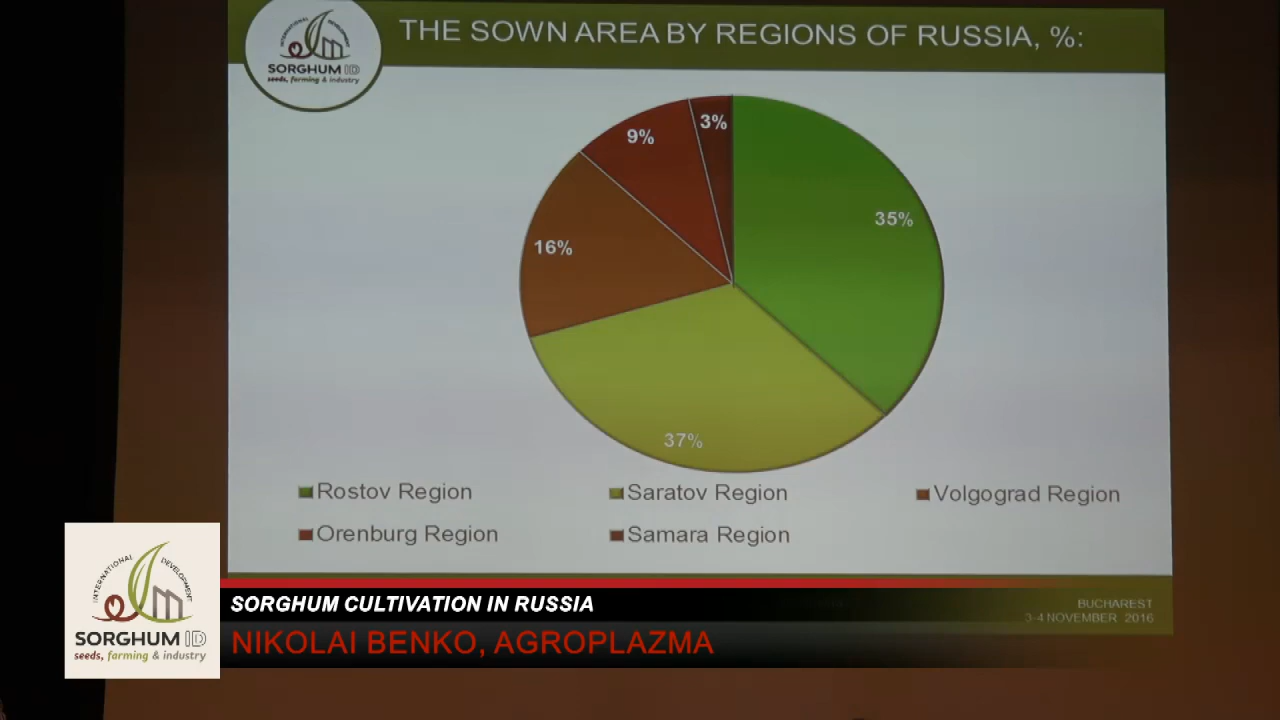 THE SOWN AREA BY REGIONS OF RUSSIA, %:
INTERNATIONAL DEVELOPMENT
SORGHUM ID
seeds, farming & industry
3%
9%
35%
16%
37%
Rostov Region
Saratov Region
Volgograd Region
Orenburg Region
Samara Region
INTERNATIONAL DEVELOPMENT
SORGHUM ID
seeds, farming & industry
SORGHUM CULTIVATION IN RUSSIA
NIKOLAI BENKO, AGROPLAZMA
BUCHAREST
3-4 NOVEMBER 2016